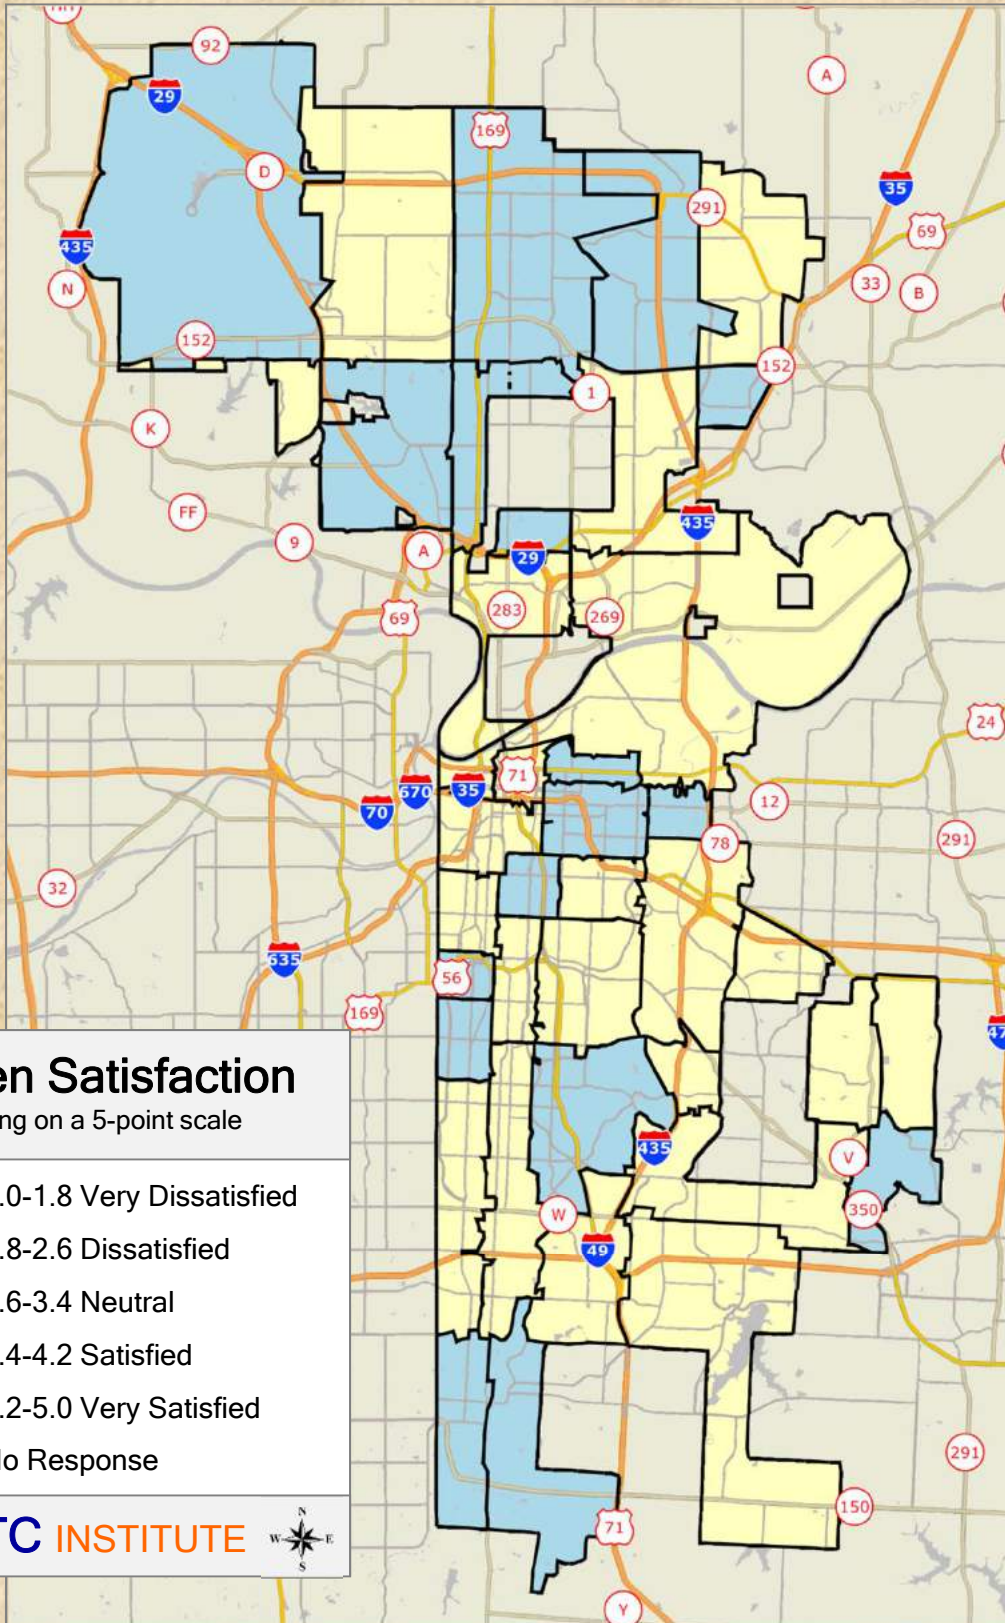 92
29
169
A
D
291
35
69
435
N
33
B
152
152
1
K
FF
9
435
A
29
283
269
69
24
71
670
35
70
12
78
291
32
635
56
169
47
en Satisfaction
ng on a 5-point scale
.0-1.8 Very Dissatisfied
.8-2.6 Dissatisfied
.6-3.4 Neutral
.4-4.2 Satisfied
.2-5.0 Very Satisfied
lo Response
TC INSTITUTE
N
W E
S
435
V
350
W
49
291
150
71
Y